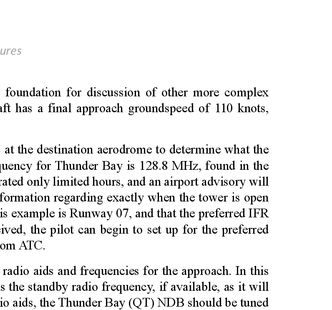 ures
foundation for discussion of other more complex
aft has a final approach groundspeed of 110 knots,
at the destination aerodrome to determine what the
quency for Thunder Bay is 128.8 MHz, found in the
rated only limited hours, and an airport advisory will
formation regarding exactly when the tower is open
is example is Runway 07, and that the preferred IFR
ived, the pilot can begin to set up for the preferred
om ATC.
radio aids and frequencies for the approach. In this
s the standby radio frequency, if available, as it will
io aids, the Thunder Bay (QT) NDB should be tuned